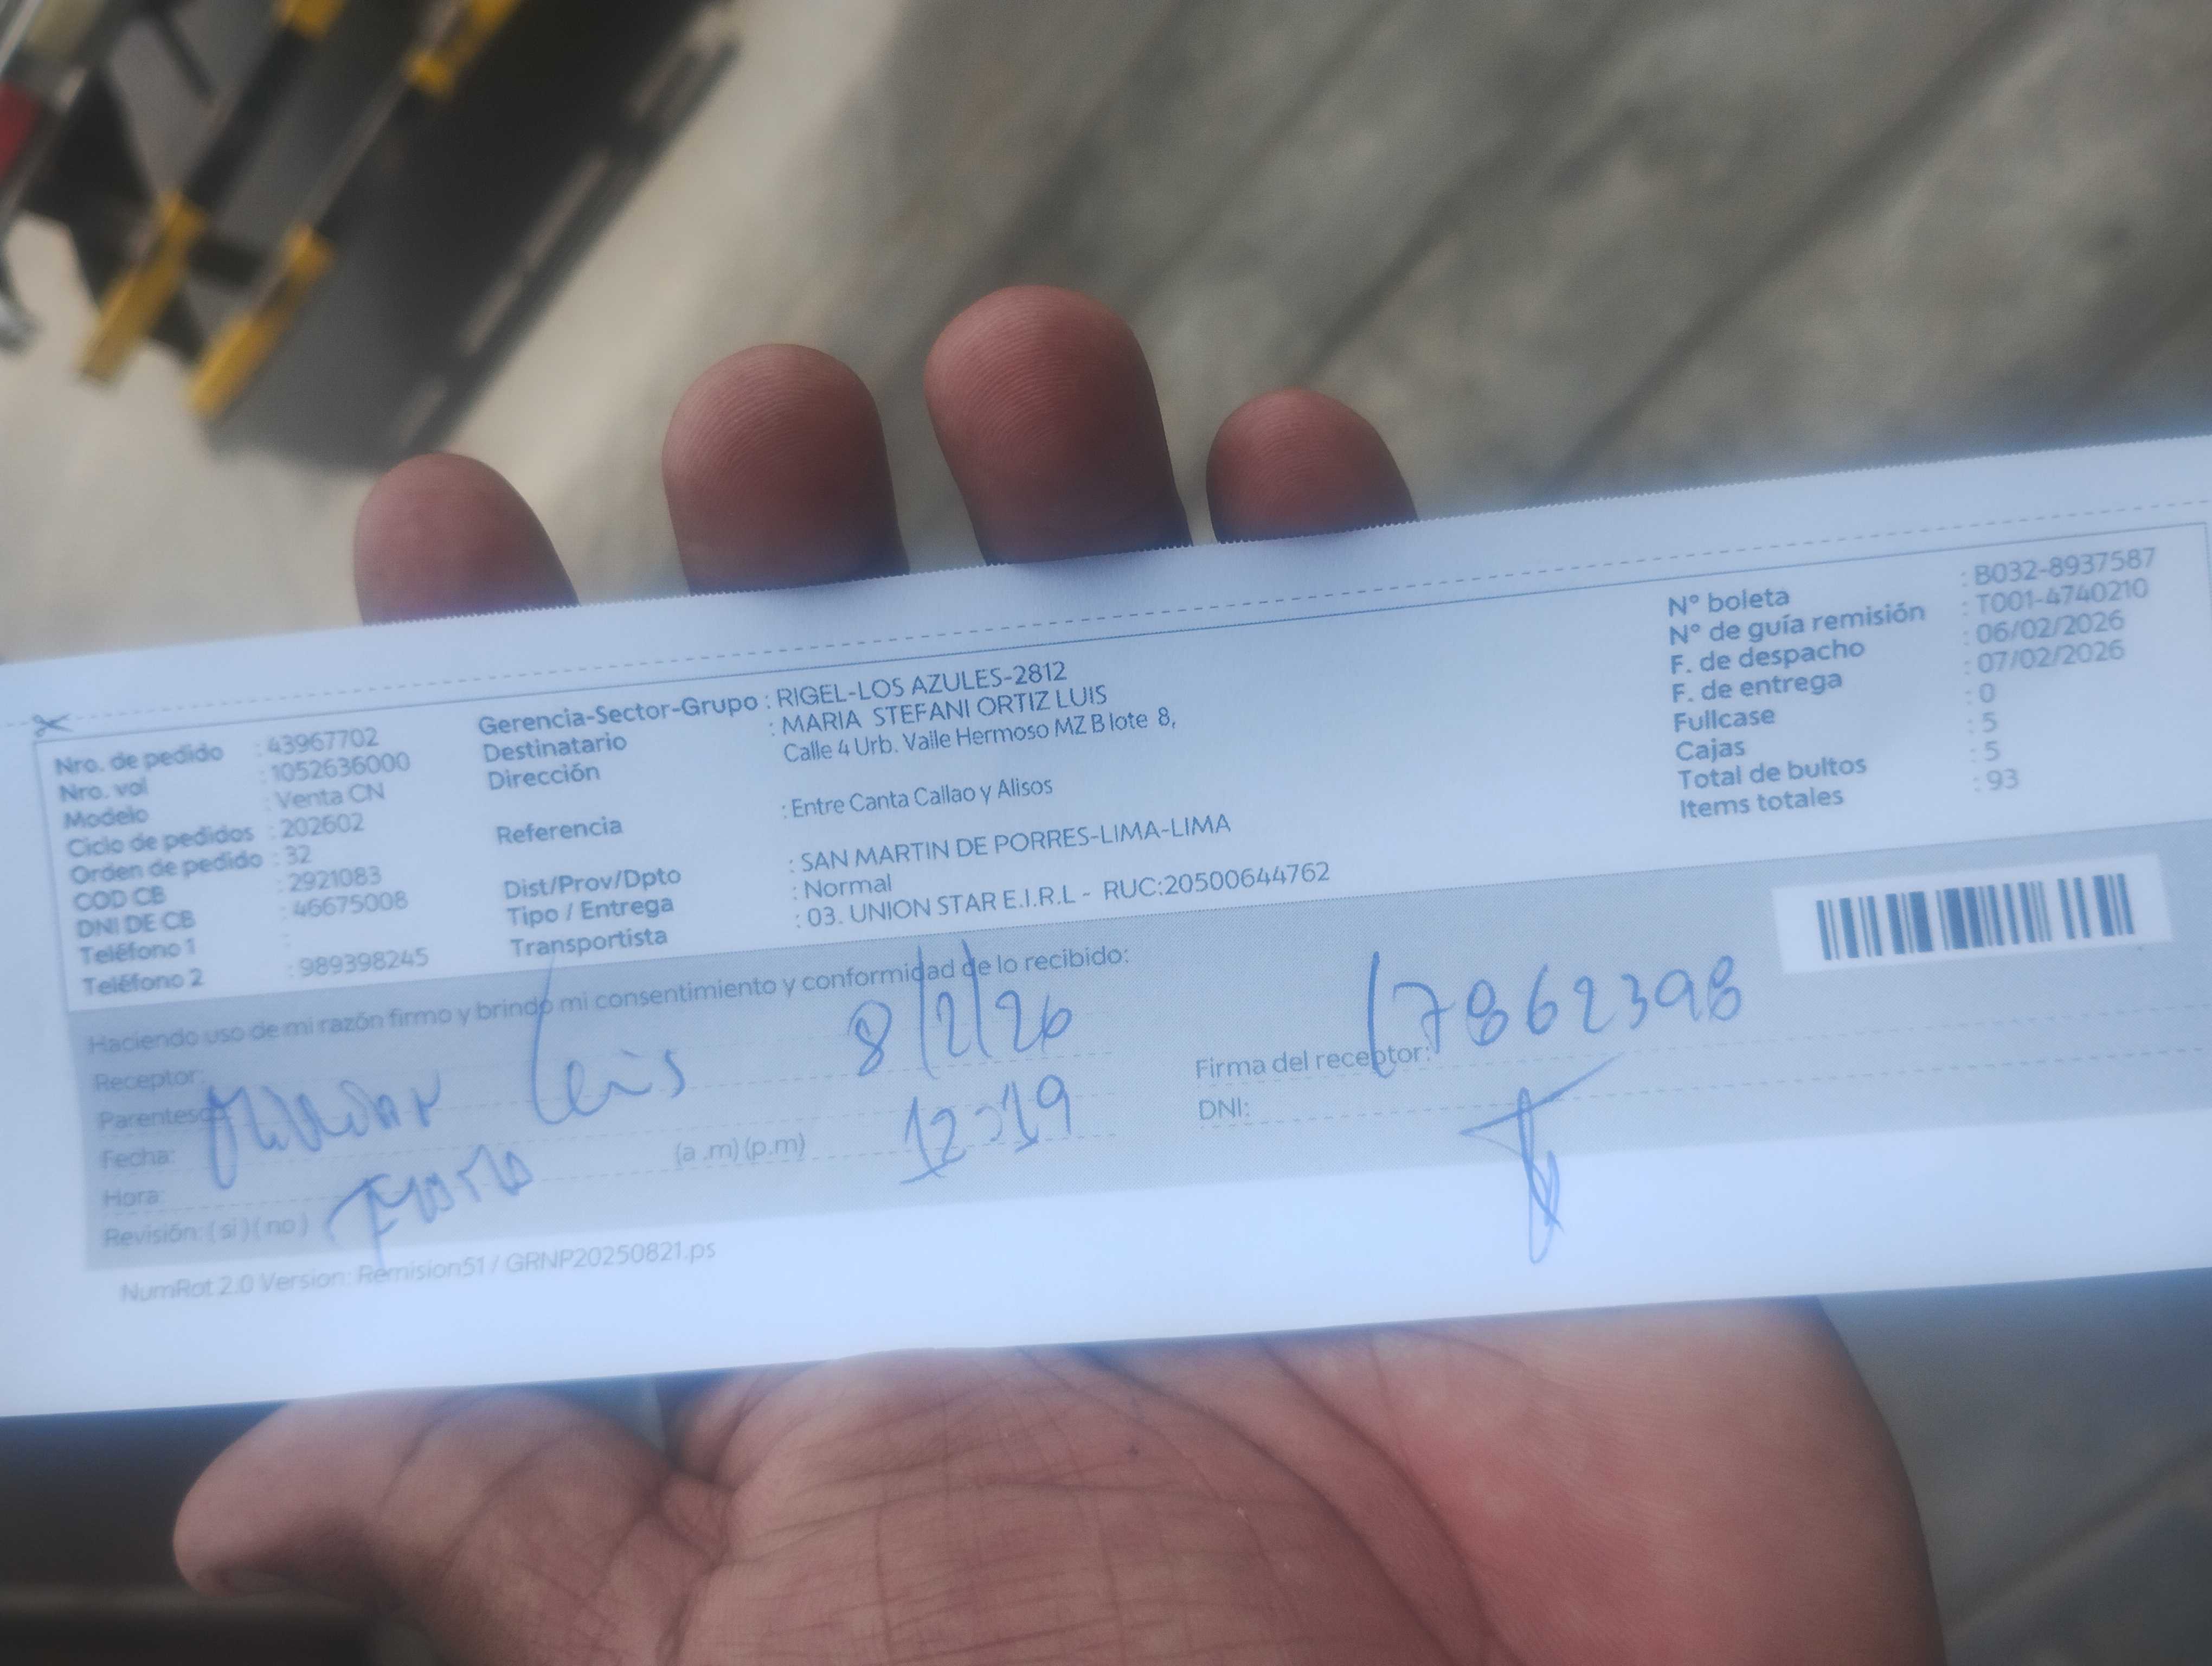 Nro. de pedido : 43967702
Nro. vol : 1052636000
Modelo : Venta CN
Ciclo de pedidos : 202602
Orden de pedido : 32
COD CB : 2921083
DNI DE CB : 46675008
Teléfono 1 :
Teléfono 2 : 989398245
Gerencia-Sector-Grupo : RIGEL-LOS AZULES-2812
Destinatario : MARIA STEFANI ORTIZ LUIS
Dirección Calle 4 Urb. Valle Hermoso MZ B lote 8,
Referencia : Entre Canta Callao y Alisos
Dist/Prov/Dpto : SAN MARTIN DE PORRES-LIMA-LIMA
Tipo / Entrega : Normal
Transportista : 03. UNION STAR E.I.R.L - RUC:20500644762
N° boleta : B032-8937587
N° de guía remisión : T001-4740210
F. de despacho : 06/02/2026
F. de entrega : 07/02/2026
Fullcase : 0
Cajas : 5
Total de bultos : 5
Items totales : 93
Haciendo uso de mi razón firmo y brindo mi consentimiento y conformidad de lo recibido:
Receptor:
Parentesco
Luis
8/2/26
Fecha:
Hora: (a .m) (p.m) 12:19
Revisión: ( si ) ( no )
Firma del receptor: 17862398
DNI:
NumRot 2.0 Version: Remision51 / GRNP20250821.ps